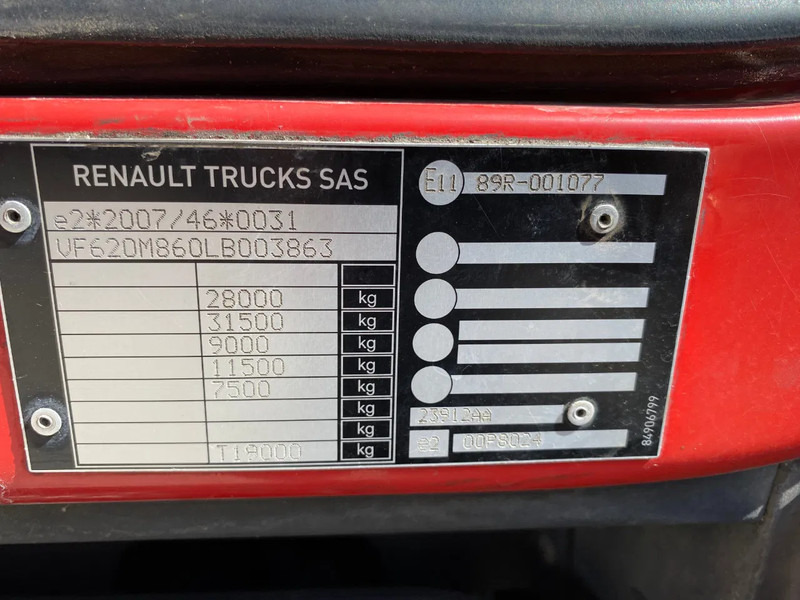 RENAULT TRUCKS SAS
e2*2007/46*0031
VF620M860LB003863
28000 kg
31500 kg
9000 kg
11500 kg
7500 kg
kg
kg
T19000 kg
E11 89R-001077
23912AA
e2 00P8024
84906799